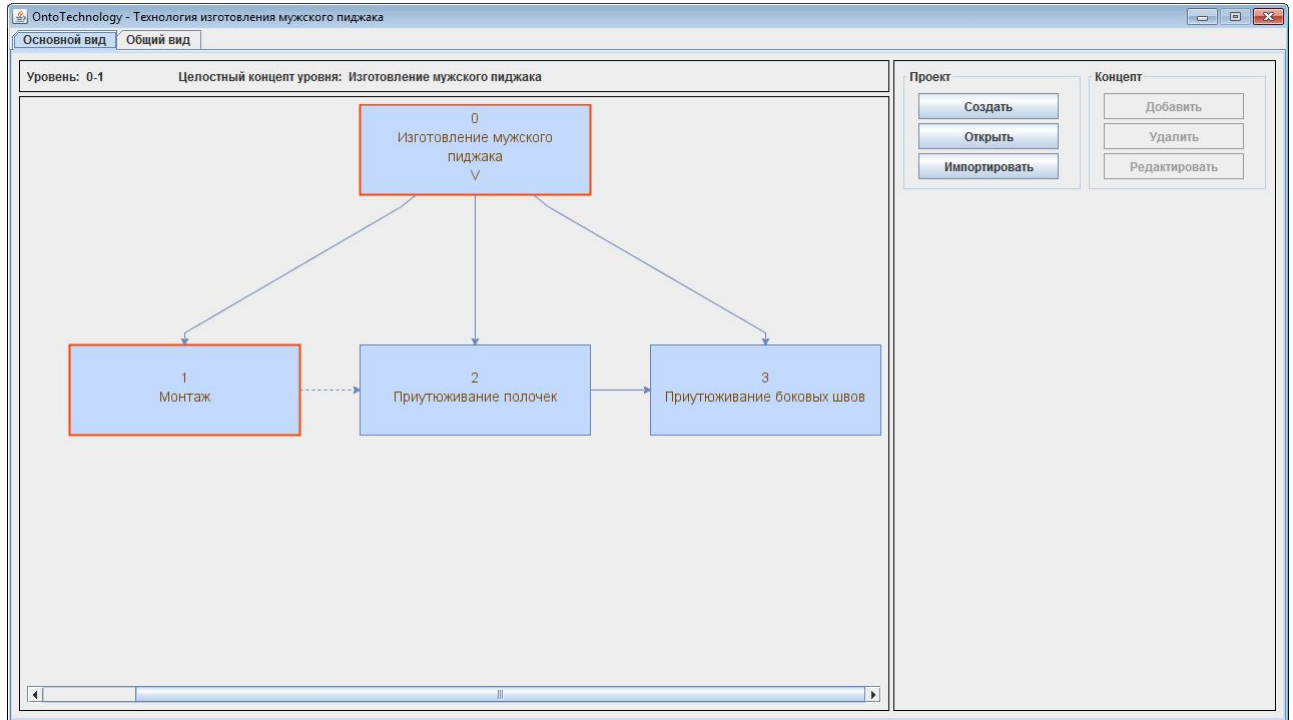 OntoTechnology - Технология изготовления мужского пиджака
Основной вид
Общий вид
Уровень: 0-1
Целостный концепт уровня: Изготовление мужского пиджака
0
Изготовление мужского
пиджака
V
1
Монтаж
2
Приутюживание полочек
3
Приутюживание боковых швов
Проект
Создать
Открыть
Импортировать
Концепт
Добавить
Удалить
Редактировать